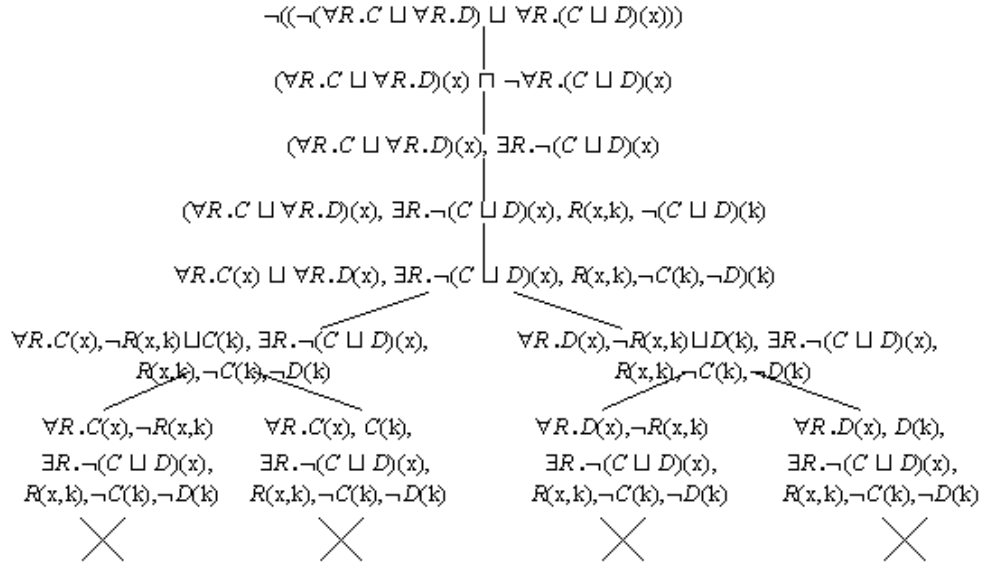 ¬((¬(∀R.C ⊔ ∀R.D) ⊔ ∀R.(C ⊔ D)(x)))
(∀R.C ⊔ ∀R.D)(x) ⊓ ¬∀R.(C ⊔ D)(x)
(∀R.C ⊔ ∀R.D)(x), ∃R.¬(C ⊔ D)(x)
(∀R.C ⊔ ∀R.D)(x), ∃R.¬(C ⊔ D)(x), R(x,k), ¬(C ⊔ D)(k)
∀R.C(x) ⊔ ∀R.D(x), ∃R.¬(C ⊔ D)(x), R(x,k),¬C(k),¬D)(k)
∀R.C(x),¬R(x,k)⊔C(k), ∃R.¬(C ⊔ D)(x),
R(x,k),¬C(k),¬D(k)
∀R.D(x),¬R(x,k)⊔D(k), ∃R.¬(C ⊔ D)(x),
R(x,k),¬C(k),¬D(k)
∀R.C(x),¬R(x,k)
∃R.¬(C ⊔ D)(x),
R(x,k),¬C(k),¬D(k)
∀R.C(x), C(k),
∃R.¬(C ⊔ D)(x),
R(x,k),¬C(k),¬D(k)
∀R.D(x),¬R(x,k)
∃R.¬(C ⊔ D)(x),
R(x,k),¬C(k),¬D(k)
∀R.D(x), D(k),
∃R.¬(C ⊔ D)(x),
R(x,k),¬C(k),¬D(k)